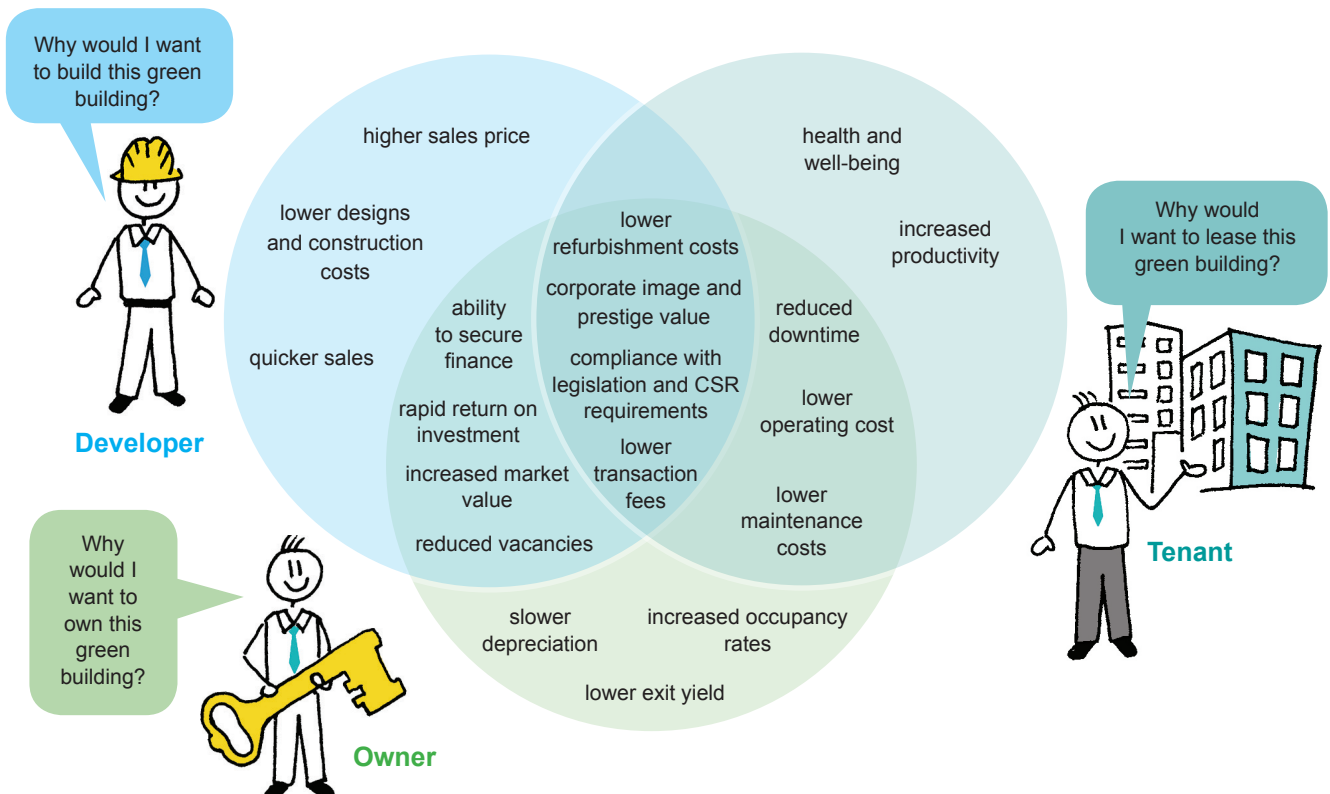 Why would I want
to build this green
building?
Developer
higher sales price
lower designs
and construction
costs
quicker sales
ability
to secure
finance
rapid return on
investment
increased market
value
reduced vacancies
lower
refurbishment costs
corporate image and
prestige value
compliance with
legislation and CSR
requirements
lower
transaction
fees
health and
well-being
increased
productivity
reduced
downtime
lower
operating cost
lower
maintenance
costs
Why would
I want to lease this
green building?
Tenant
Why
would I
want to
own this
green
building?
Owner
slower
depreciation
increased occupancy
rates
lower exit yield